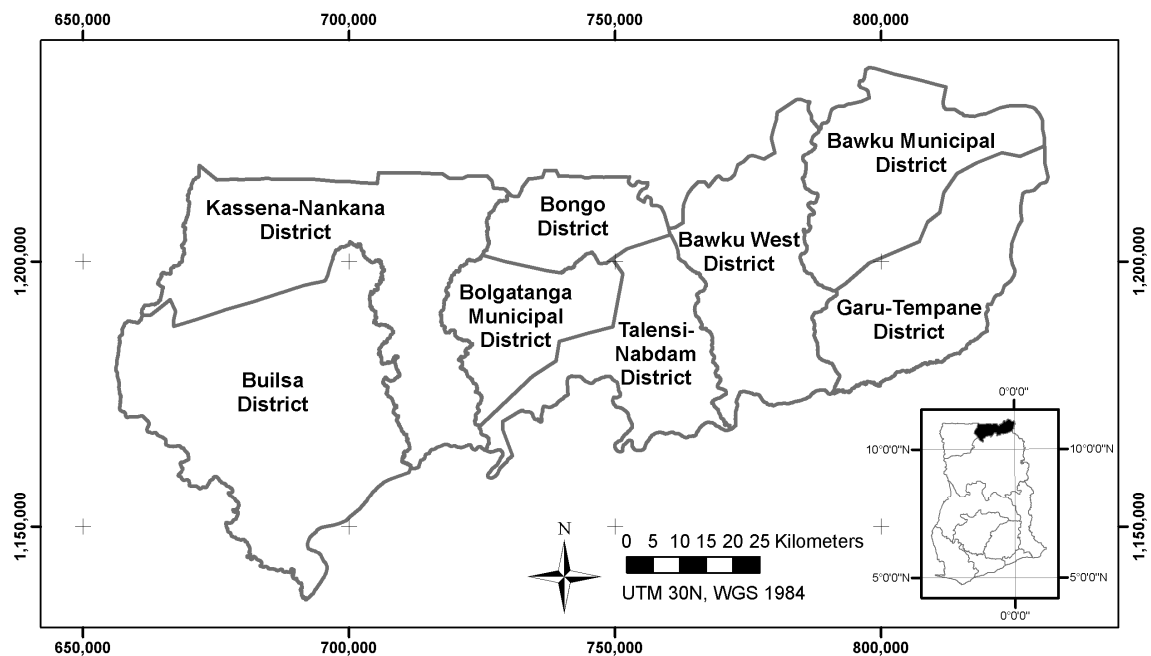 650,000
700,000
750,000
800,000
Bawku Municipal
District
Kassena-Nankana
District
Bongo
District
Bawku West
District
1,200,000
1,200,000
Bolgatanga
Municipal
District
Garu-Tempane
District
Talensi-
Nabdam
District
Builsa
District
0°0'0"
10°0'0"N
10°0'0"N
1,150,000
1,150,000
N
0 5 10 15 20 25 Kilometers
UTM 30N, WGS 1984
5°0'0"N
5°0'0"N
0°0'0"
650,000
700,000
750,000
800,000